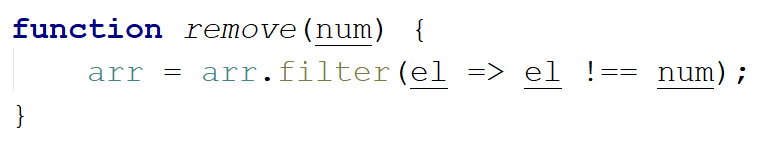 function remove(num) {
    arr = arr.filter(el => el !== num);
}